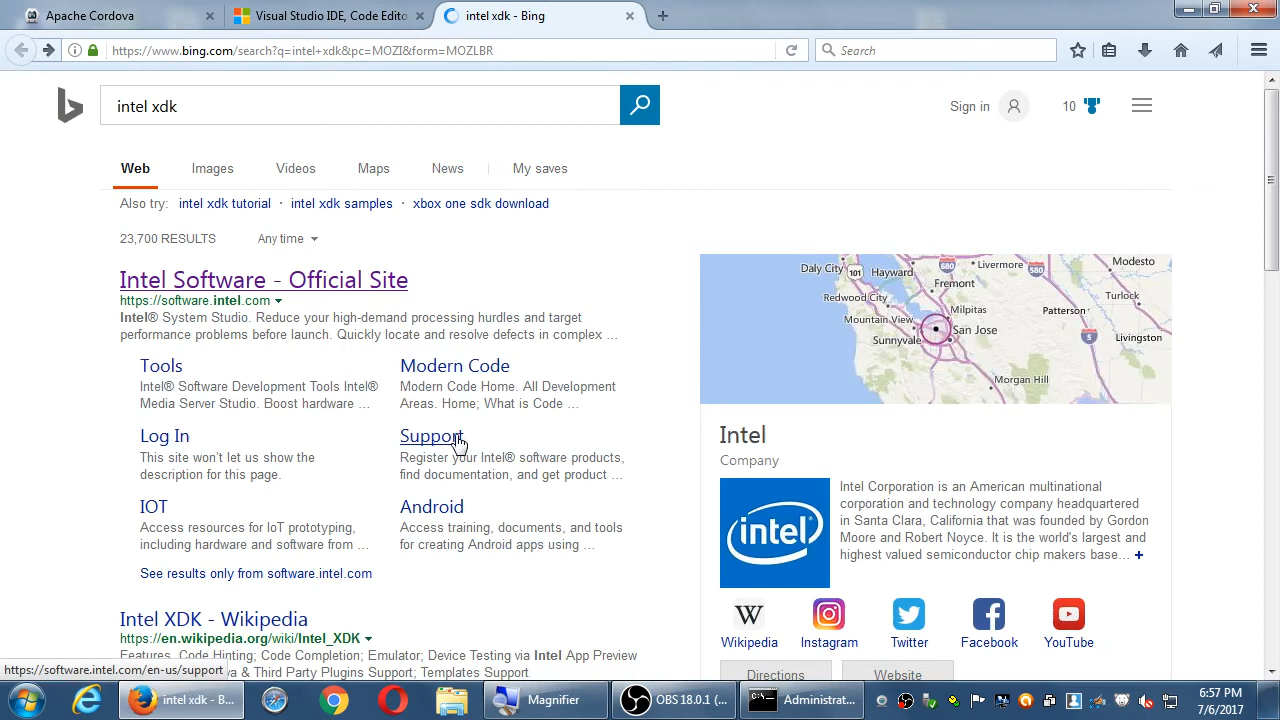 Apache Cordova
Visual Studio IDE, Code Edito
intel xdk - Bing
https://www.bing.com/search?q=intel+xdk&pc=MOZI&form=MOZLBR
Search
intel xdk
Sign in
10
Web
Images
Videos
Maps
News
My saves
Also try: intel xdk tutorial · intel xdk samples · xbox one sdk download
23,700 RESULTS
Any time
Intel Software - Official Site
https://software.intel.com
Intel® System Studio. Reduce your high-demand processing hurdles and target
performance problems before launch. Quickly locate and resolve defects in complex ...
Tools
Intel® Software Development Tools Intel®
Media Server Studio. Boost hardware ...
Modern Code
Modern Code Home. All Development
Areas. Home; What is Code ...
Log In
This site won't let us show the
description for this page.
Support
Register your Intel® software products,
find documentation, and get product ...
IOT
Access resources for IoT prototyping,
including hardware and software from ...
Android
Access training, documents, and tools
for creating Android apps using ...
See results only from software.intel.com
Intel XDK - Wikipedia
https://en.wikipedia.org/wiki/Intel_XDK
Features. Code Hinting; Code Complenion; Emulator; Device Testing via Intel App Preview
wa & Third Party Plugins Support; Templates Support
https://software.intel.com/en-us/support
Daly City
101
Hayward
680
Livermore
580
Modesto
Redwood City
Fremont
Turlock
Mountain View
Milpitas
Patterson
San Jose
Sunnyvale
5
Livingston
Morgan Hill
Intel
Company
intel
Intel Corporation is an American multinational
corporation and technology company headquartered
in Santa Clara, California that was founded by Gordon
Moore and Robert Noyce. It is the world's largest and
highest valued semiconductor chip makers base... +
W
Wikipedia
Instagram
Twitter
Facebook
YouTube
Directions
Website
intel xdk - B...
Magnifier
OBS 18.0.1 (...
Administrat...
6:57 PM
7/6/2017